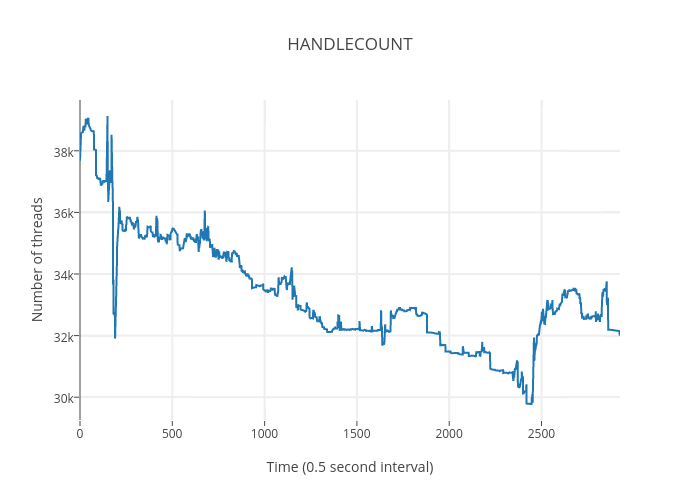 HANDLECOUNT
Number of threads
38k
36k
34k
32k
30k
0 500 1000 1500 2000 2500
Time (0.5 second interval)